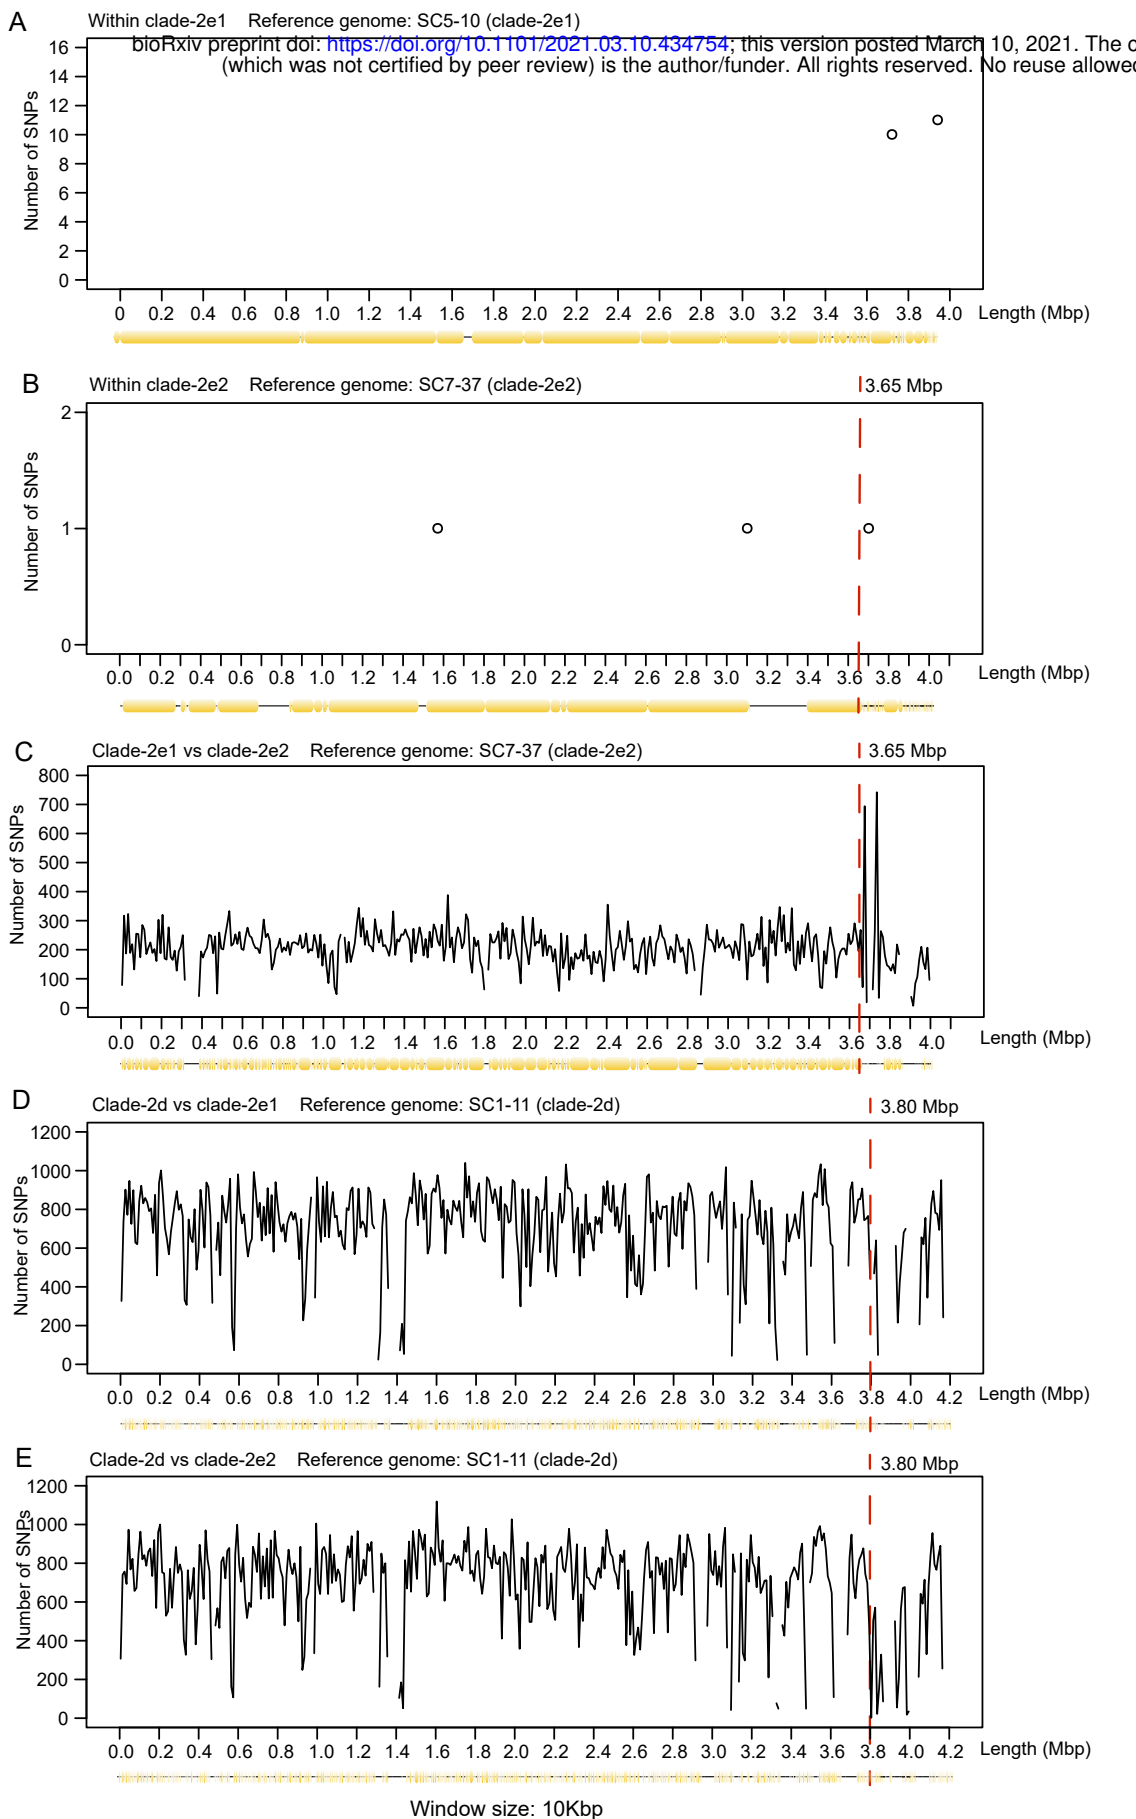 A
Within clade-2e1 Reference genome: SC5-10 (clade-2e1)
bioRxiv preprint doi: https://doi.org/10.1101/2021.03.10.434754; this version posted March 10, 2021. The c
(which was not certified by peer review) is the author/funder. All rights reserved. No reuse allowed
Number of SNPs
16
14
12
10
8
6
4
2
0
0 0.2 0.4 0.6 0.8 1.0 1.2 1.4 1.6 1.8 2.0 2.2 2.4 2.6 2.8 3.0 3.2 3.4 3.6 3.8 4.0 Length (Mbp)
B
Within clade-2e2 Reference genome: SC7-37 (clade-2e2)
3.65 Mbp
Number of SNPs
2
1
0
0.0 0.2 0.4 0.6 0.8 1.0 1.2 1.4 1.6 1.8 2.0 2.2 2.4 2.6 2.8 3.0 3.2 3.4 3.6 3.8 4.0 Length (Mbp)
C
Clade-2e1 vs clade-2e2 Reference genome: SC7-37 (clade-2e2)
3.65 Mbp
Number of SNPs
800
700
600
500
400
300
200
100
0
0.0 0.2 0.4 0.6 0.8 1.0 1.2 1.4 1.6 1.8 2.0 2.2 2.4 2.6 2.8 3.0 3.2 3.4 3.6 3.8 4.0 Length (Mbp)
D
Clade-2d vs clade-2e1 Reference genome: SC1-11 (clade-2d)
3.80 Mbp
Number of SNPs
1200
1000
800
600
400
200
0
0.0 0.2 0.4 0.6 0.8 1.0 1.2 1.4 1.6 1.8 2.0 2.2 2.4 2.6 2.8 3.0 3.2 3.4 3.6 3.8 4.0 4.2 Length (Mbp)
E
Clade-2d vs clade-2e2 Reference genome: SC1-11 (clade-2d)
3.80 Mbp
Number of SNPs
1200
1000
800
600
400
200
0
0.0 0.2 0.4 0.6 0.8 1.0 1.2 1.4 1.6 1.8 2.0 2.2 2.4 2.6 2.8 3.0 3.2 3.4 3.6 3.8 4.0 4.2 Length (Mbp)
Window size: 10Kbp